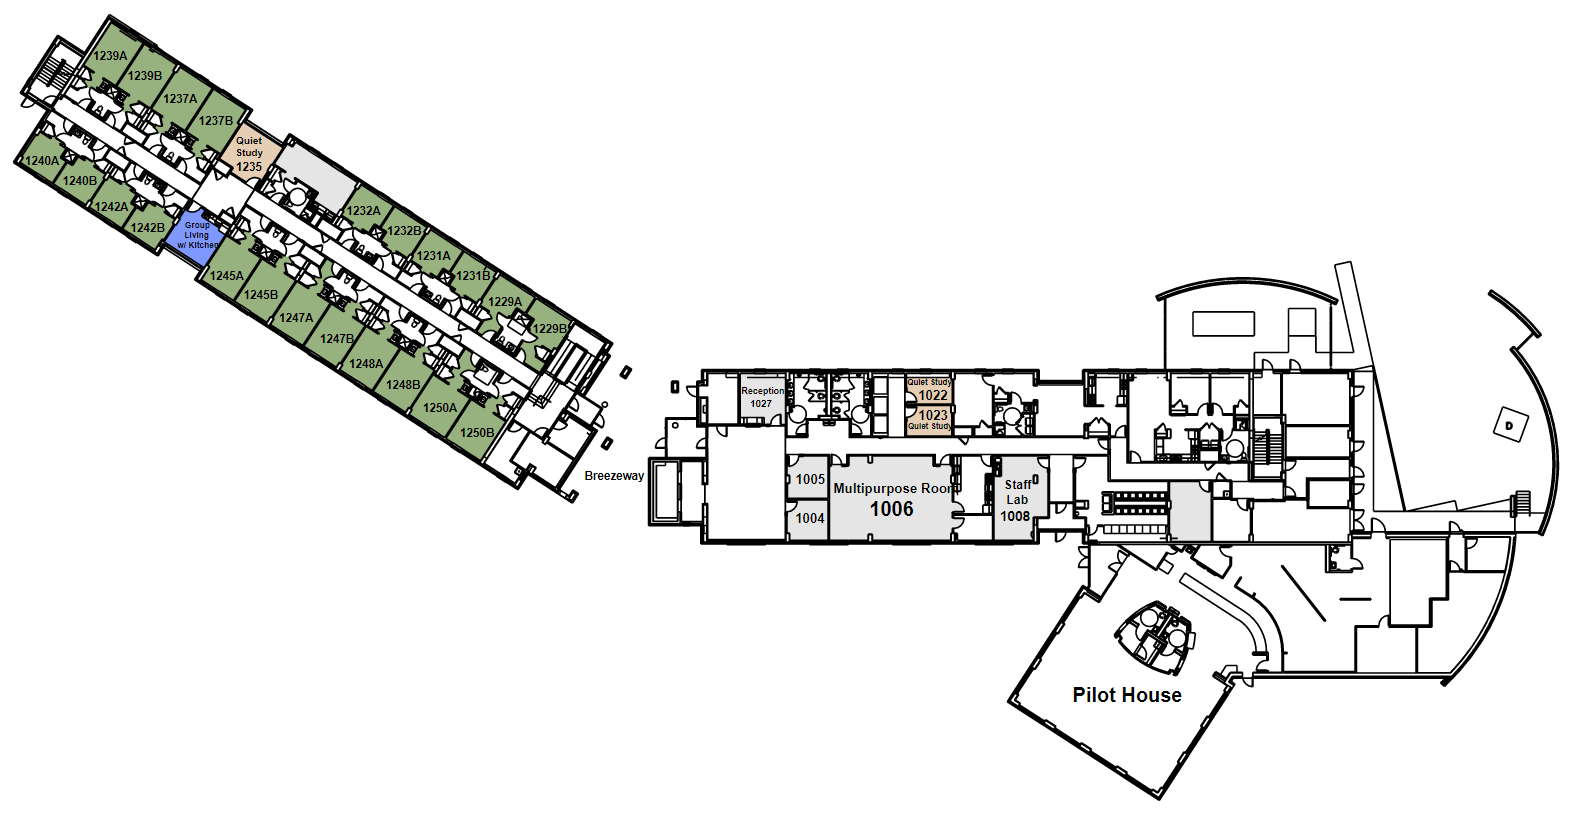 1239A
1239B
1237A
1237B
Quiet
Study
1235
1240A
1240B
1242A
1242B
Group
Living
w/ Kitchen
1232A
1232B
1231A
1231B
1229A
1229B
1245A
1245B
1247A
1247B
1248A
1248B
1250A
1250B
Breezeway
Reception
1027
Quiet Study
1022
1023
Quiet Study
1005
1004
Multipurpose Room
1006
Staff
Lab
1008
D
Pilot House